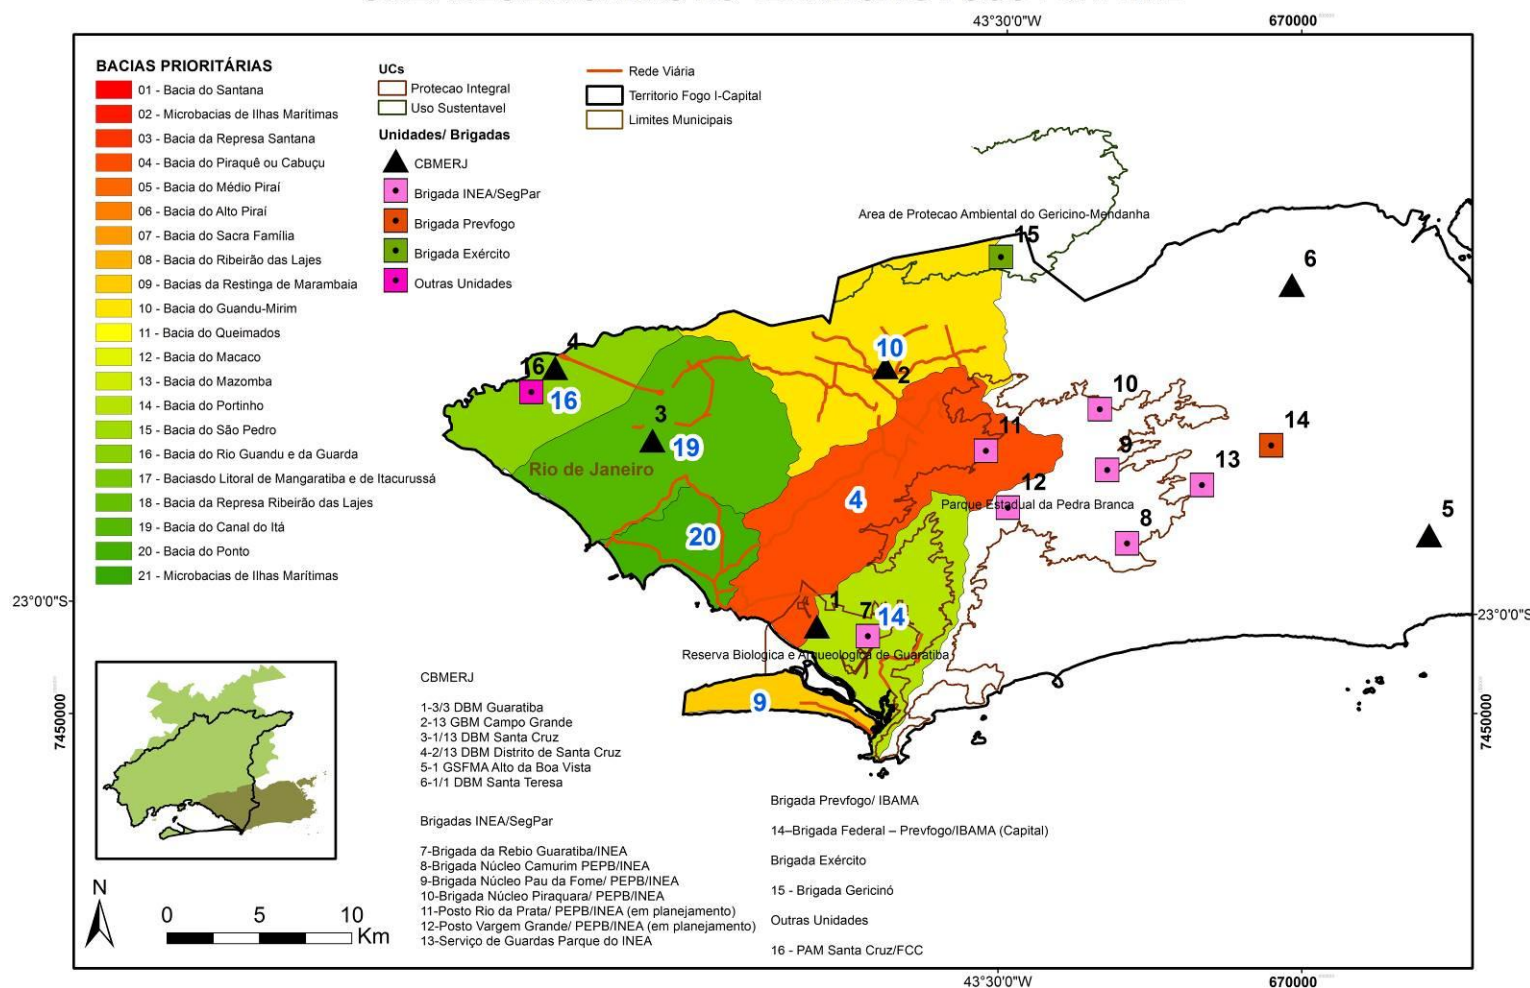 43°30'0"W
670000
BACIAS PRIORITÁRIAS
01 - Bacia do Santana
02 - Microbacias de Ilhas Marítimas
03 - Bacia da Represa Santana
04 - Bacia do Piraquê ou Cabuçu
05 - Bacia do Médio Piraí
06 - Bacia do Alto Piraí
07 - Bacia do Sacra Família
08 - Bacia do Ribeirão das Lajes
09 - Bacias da Restinga de Marambaia
10 - Bacia do Guandu-Mirim
11 - Bacia do Queimados
12 - Bacia do Macaco
13 - Bacia do Mazomba
14 - Bacia do Portinho
15 - Bacia do São Pedro
16 - Bacia do Rio Guandu e da Guarda
17 - Baciasdo Litoral de Mangaratiba e de Itacurussá
18 - Bacia da Represa Ribeirão das Lajes
19 - Bacia do Canal do Itá
20 - Bacia do Ponto
21 - Microbacias de Ilhas Marítimas
UCs
Protecao Integral
Uso Sustentavel
Unidades/ Brigadas
CBMERJ
Brigada INEA/SegPar
Brigada Prevfogo
Brigada Exército
Outras Unidades
Rede Viária
Territorio Fogo I-Capital
Limites Municipais
Area de Protecao Ambiental do Gericino-Mendanha
15
6
4
16
16
10
2
10
3
19
11
9
14
13
Rio de Janeiro
4
12
Parque Estadual da Pedra Branca
8
5
20
1
7
14
Reserva Biologica e Arqueologica de Guaratiba
9
23°0'0"S
23°0'0"S
7450000
7450000
N
0 5 10
Km
CBMERJ
1-3/3 DBM Guaratiba
2-13 GBM Campo Grande
3-1/13 DBM Santa Cruz
4-2/13 DBM Distrito de Santa Cruz
5-1 GSFMA Alto da Boa Vista
6-1/1 DBM Santa Teresa
Brigadas INEA/SegPar
7-Brigada da Rebio Guaratiba/INEA
8-Brigada Núcleo Camurim PEPB/INEA
9-Brigada Núcleo Pau da Fome/ PEPB/INEA
10-Brigada Núcleo Piraquara/ PEPB/INEA
11-Posto Rio da Prata/ PEPB/INEA (em planejamento)
12-Posto Vargem Grande/ PEPB/INEA (em planejamento)
13-Serviço de Guardas Parque do INEA
Brigada Prevfogo/ IBAMA
14–Brigada Federal – Prevfogo/IBAMA (Capital)
Brigada Exército
15 - Brigada Gericinó
Outras Unidades
16 - PAM Santa Cruz/FCC
43°30'0"W
670000